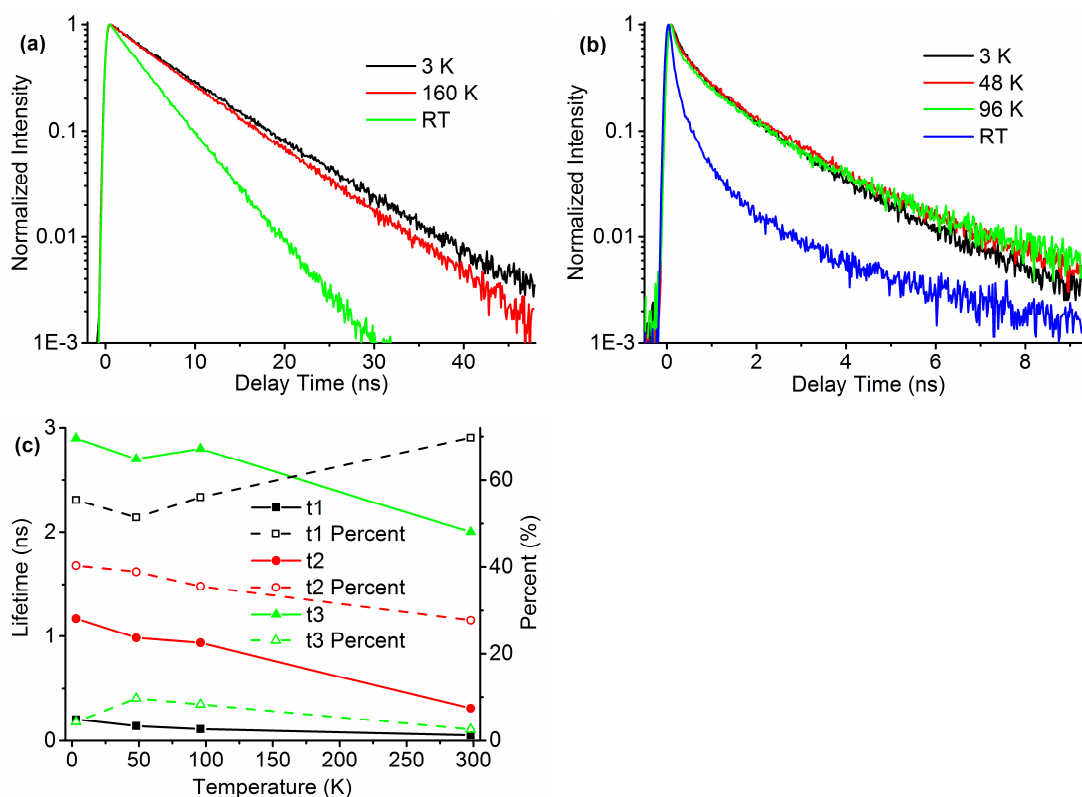 (a)
Normalized Intensity
1
0.1
0.01
1E-3
3 K
160 K
RT
0 10 20 30 40
Delay Time (ns)
(b)
Normalized Intensity
1
0.1
0.01
1E-3
3 K
48 K
96 K
RT
0 2 4 6 8
Delay Time (ns)
(c)
Lifetime (ns)
3
2
1
0
t1
t1 Percent
t2
t2 Percent
t3
t3 Percent
60
40
20
0
Percent (%)
0 50 100 150 200 250 300
Temperature (K)